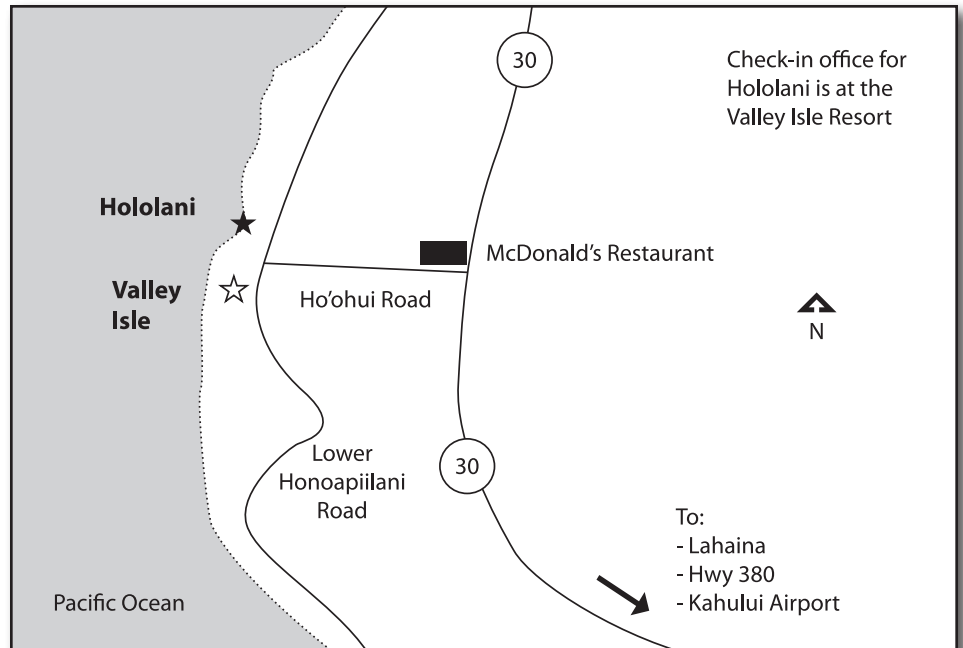 30
Check-in office for
Hololani is at the
Valley Isle Resort
Hololani
McDonald's Restaurant
Valley
Isle
Ho'ohui Road
N
Lower
Honoapiilani
Road
30
To:
- Lahaina
- Hwy 380
- Kahului Airport
Pacific Ocean